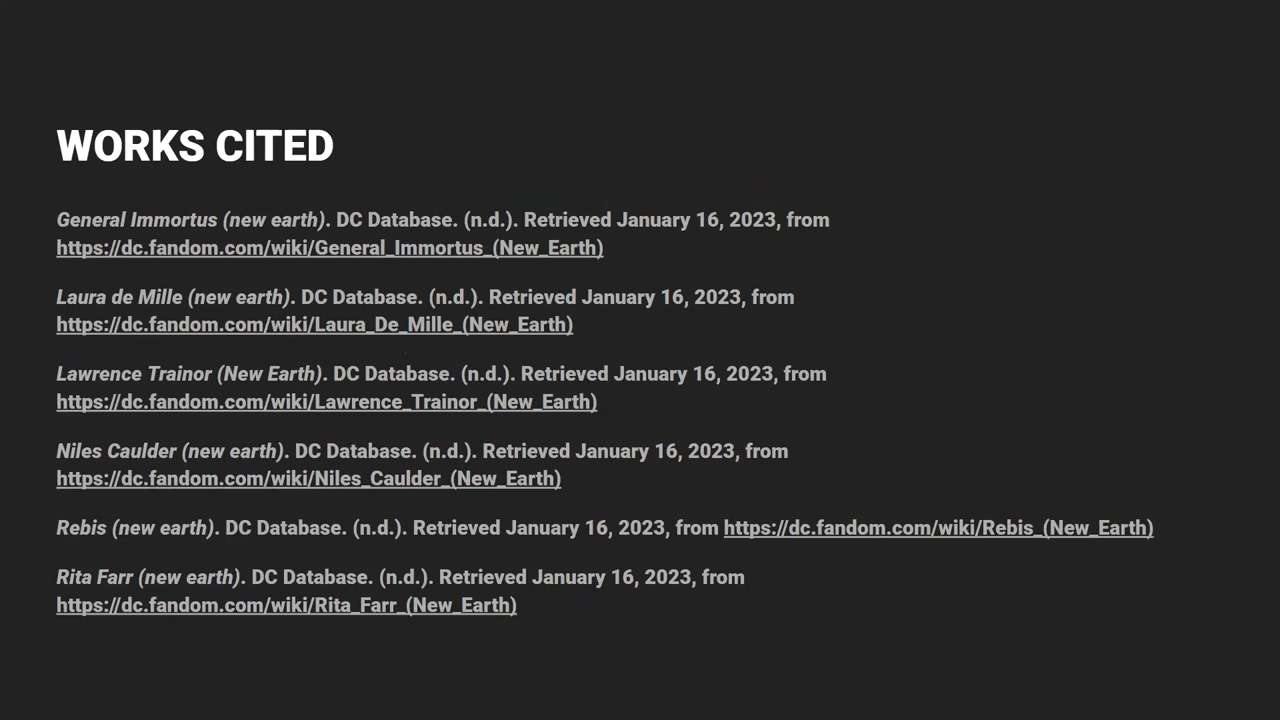 WORKS CITED
General Immortus (new earth). DC Database. (n.d.). Retrieved January 16, 2023, from
https://dc.fandom.com/wiki/General_Immortus_(New_Earth)
Laura de Mille (new earth). DC Database. (n.d.). Retrieved January 16, 2023, from
https://dc.fandom.com/wiki/Laura_De_Mille_(New_Earth)
Lawrence Trainor (New Earth). DC Database. (n.d.). Retrieved January 16, 2023, from
https://dc.fandom.com/wiki/Lawrence_Trainor_(New_Earth)
Niles Caulder (new earth). DC Database. (n.d.). Retrieved January 16, 2023, from
https://dc.fandom.com/wiki/Niles_Caulder_(New_Earth)
Rebis (new earth). DC Database. (n.d.). Retrieved January 16, 2023, from https://dc.fandom.com/wiki/Rebis_(New_Earth)
Rita Farr (new earth). DC Database. (n.d.). Retrieved January 16, 2023, from
https://dc.fandom.com/wiki/Rita_Farr_(New_Earth)